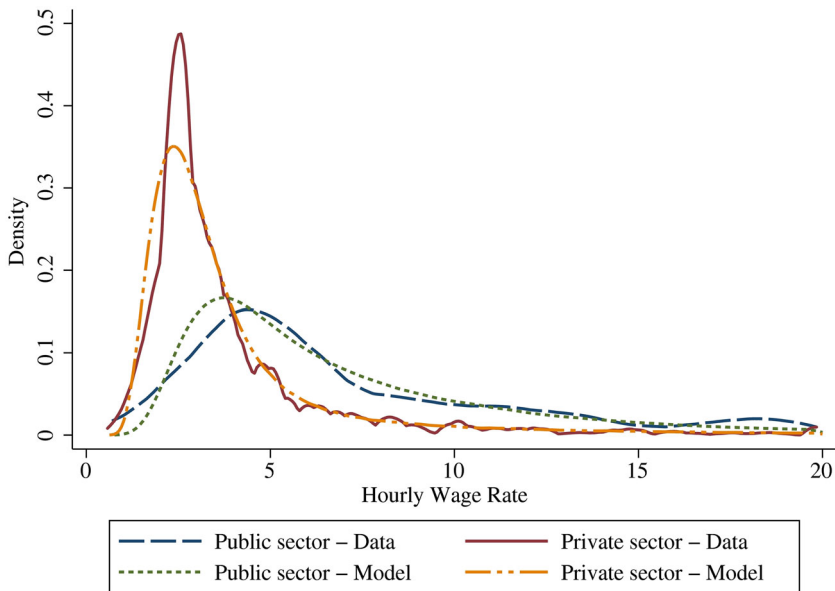 Density
0.5
0.4
0.3
0.2
0.1
0
0 5 10 15 20
Hourly Wage Rate
Public sector – Data Private sector – Data
Public sector – Model Private sector – Model